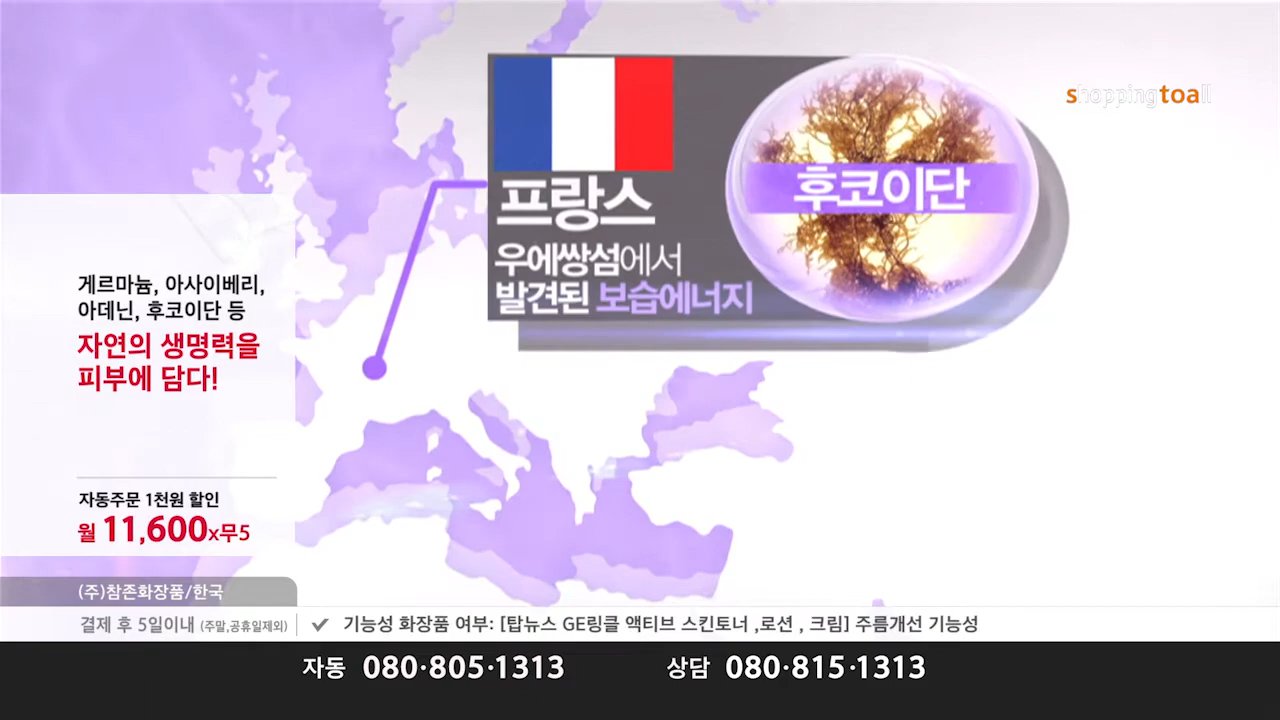 shoppingtoall
프랑스
후코이단
우에쌍섬에서
발견된 보습에너지
게르마늄, 아사이베리,
아데닌, 후코이단 등
자연의 생명력을
피부에 담다!
자동주문 1천원 할인
월 11,600x무5
(주)참존화장품/한국
결제 후 5일이내 (주말,공휴일제외)
기능성 화장품 여부: [탑뉴스 GE링클 액티브 스킨토너 ,로션 , 크림] 주름개선 기능성
자동 080·805·1313 상담 080·815·1313